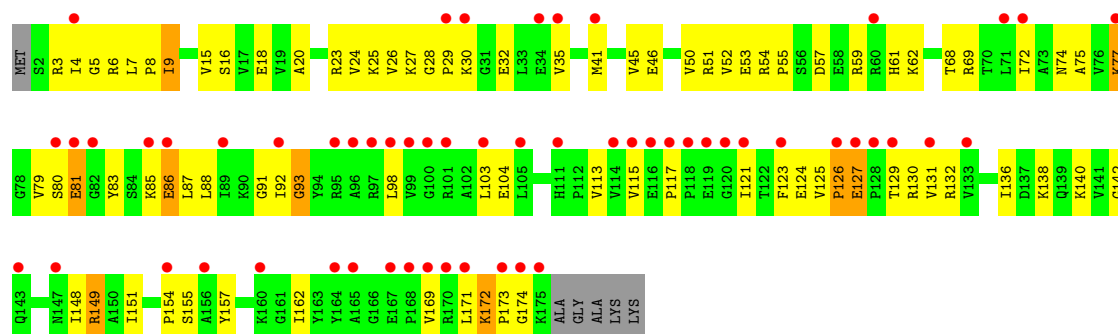 MET S2 R3 I4 G5 R6 L7 P8 I9 V15 S16 V17 E18 V19 A20 R23 V24 K25 V26 K27 G28 P29 K30 G31 E32 L33 E34 V35 M41 V45 E46 V50 R51 V52 E53 R54 P55 S56 D57 E58 R59 R60 H61 K62 T68 R69 T70 L71 I72 A73 N74 A75 V76 K77
G78 V79 S80 E81 G82 Y83 S84 K85 E86 L87 L88 I89 K90 G91 I92 G93 Y94 R95 A96 R97 L98 V99 G100 R101 A102 L103 E104 L105 H111 P112 V113 V114 V115 E116 P117 P118 E119 G120 I121 T122 F123 E124 V125 P126 E127 P128 T129 R130 V131 R132 V133 I136 D137 K138 Q139 K140 V141 G142
Q143 N147 I148 R149 A150 I151 P154 S155 A156 Y157 K160 G161 I162 Y163 Y164 A165 G166 E167 P168 V169 R170 L171 K172 P173 G174 K175 ALA GLY ALA LYS LYS